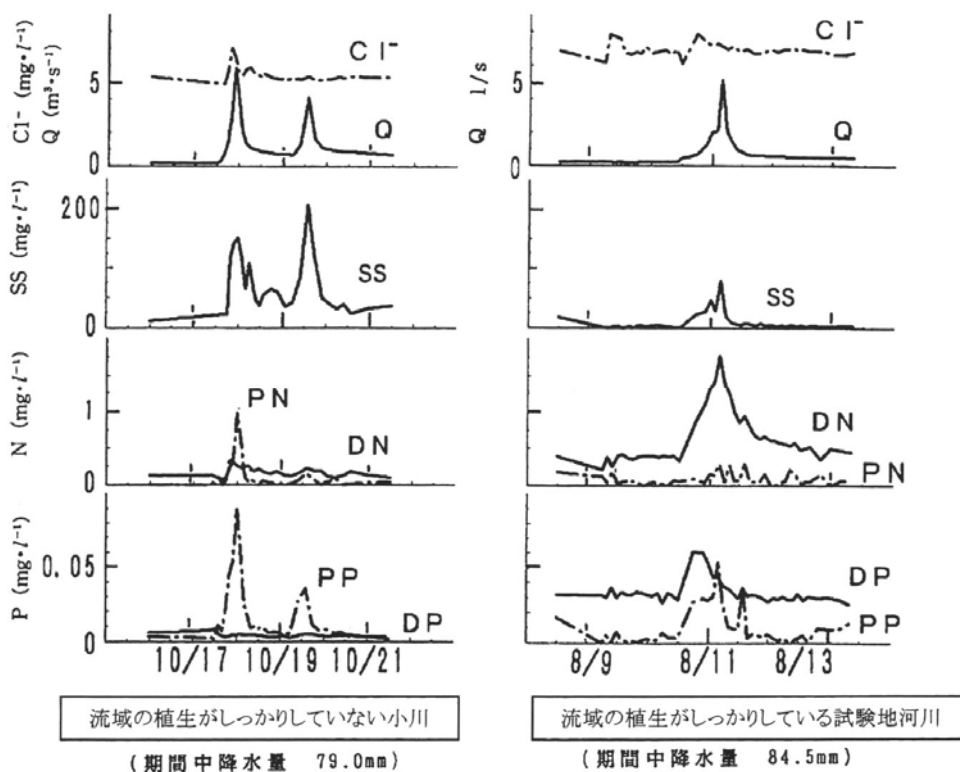 Cl- (mg・l⁻¹)
Q (m³・s⁻¹)
5
0
Cl⁻
Q
SS (mg・l⁻¹)
200
0
SS
N (mg・l⁻¹)
1
0
PN
DN
P (mg・l⁻¹)
0.05
0
PP
DP
10/17 10/19 10/21
流域の植生がしっかりしていない小川
(期間中降水量 79.0mm)
Q l/s
5
0
Cl⁻
Q
SS
DN
PN
DP
PP
8/9 8/11 8/13
流域の植生がしっかりしている試験地河川
(期間中降水量 84.5mm)